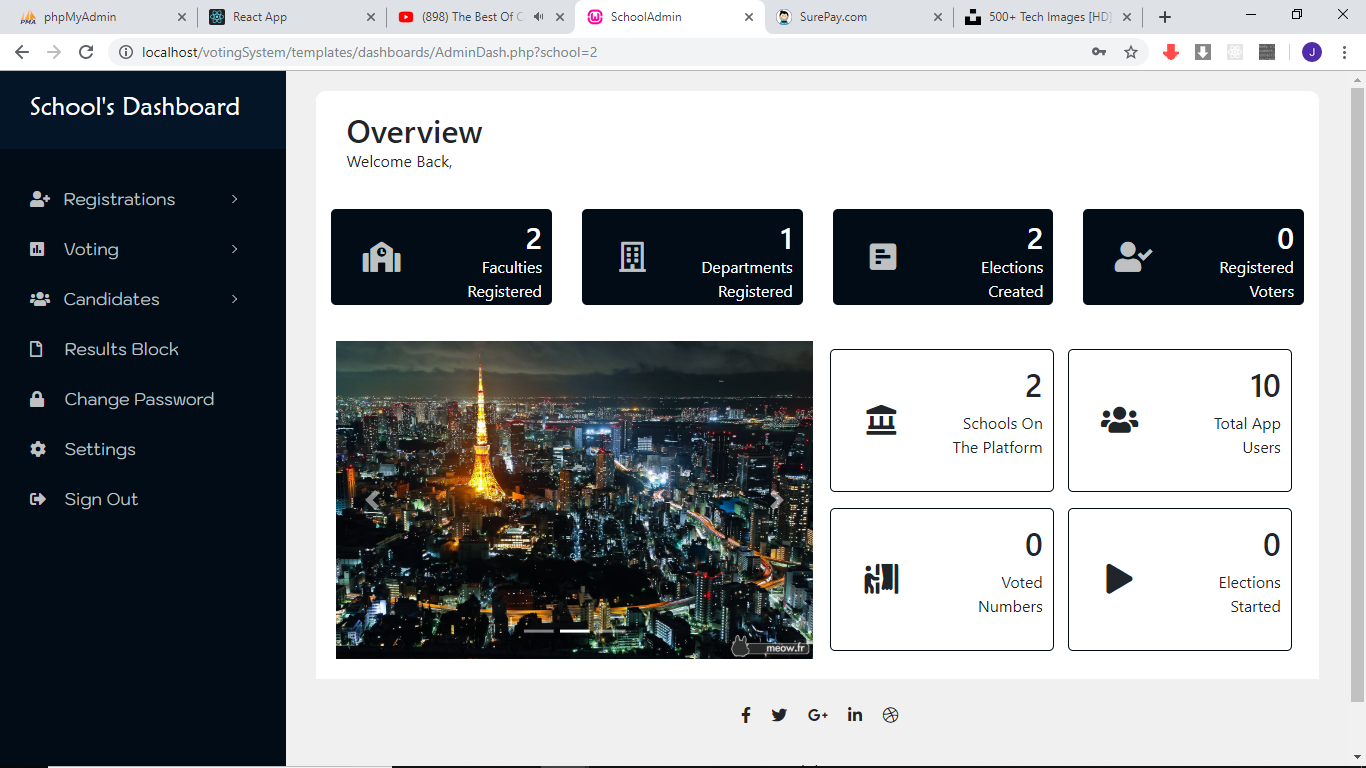 phpMyAdmin
React App
(898) The Best Of
SchoolAdmin
SurePay.com
500+ Tech Images [HD]
localhost/votingSystem/templates/dashboards/AdminDash.php?school=2
J
School's Dashboard
Registrations
Voting
Candidates
Results Block
Change Password
Settings
Sign Out
Overview
Welcome Back,
2
Faculties
Registered
1
Departments
Registered
2
Elections
Created
0
Registered
Voters
meow.fr
2
Schools On
The Platform
10
Total App
Users
0
Voted
Numbers
0
Elections
Started